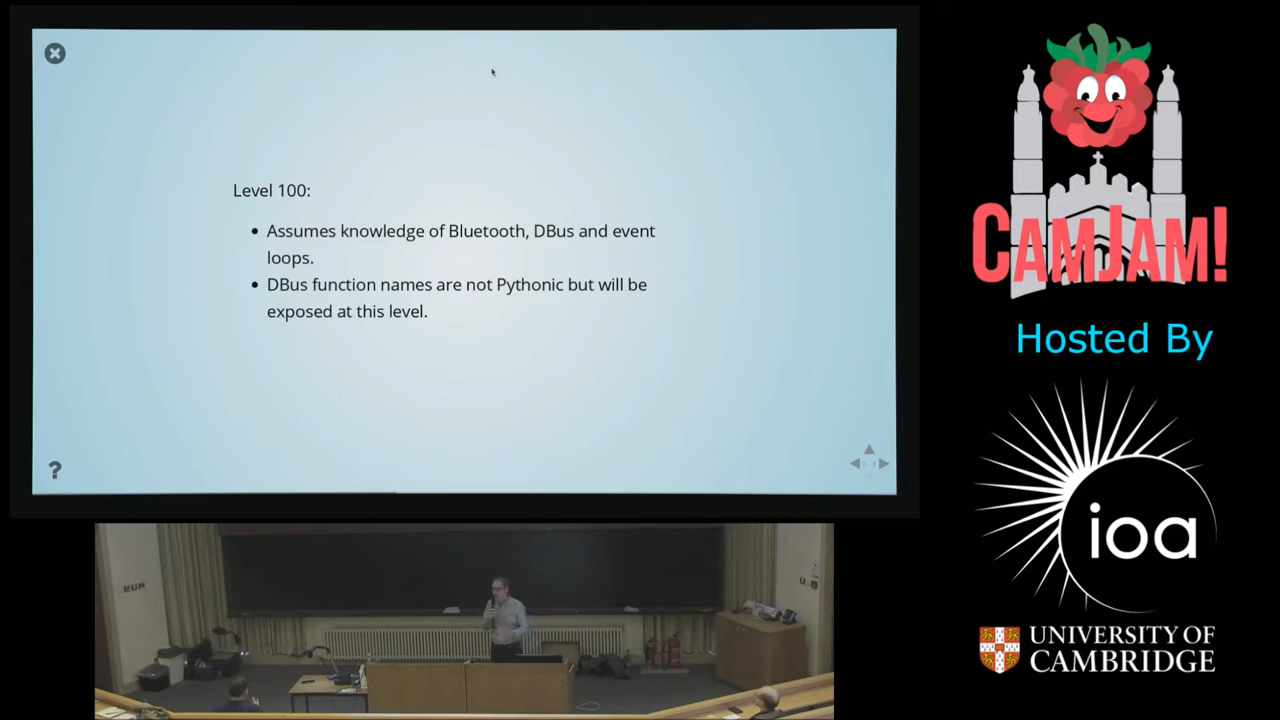 Level 100:
• Assumes knowledge of Bluetooth, DBus and event
loops.
• DBus function names are not Pythonic but will be
exposed at this level.
?
CAMJAM!
Hosted By
ioa
UNIVERSITY OF
CAMBRIDGE